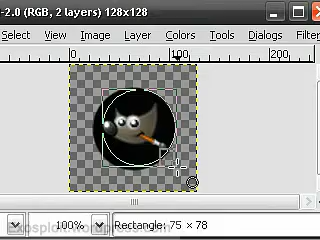 -2.0 (RGB, 2 layers) 128x128
Select View Image Layer Colors Tools Dialogs Filter
0 100 200
100% Rectangle: 75 × 78